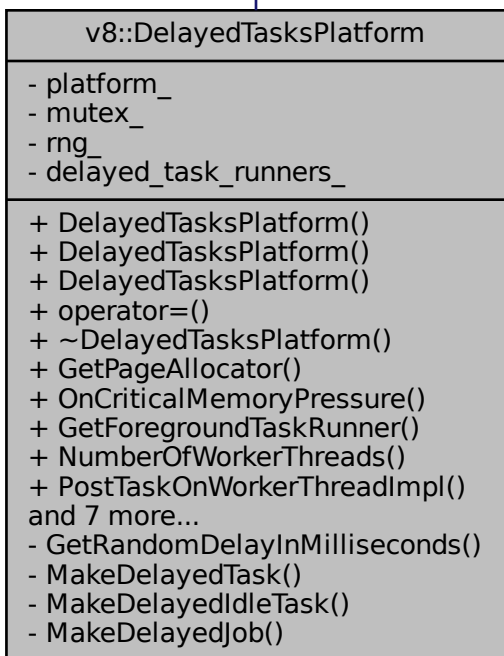 v8::DelayedTasksPlatform
- platform_
- mutex_
- rng_
- delayed_task_runners_
+ DelayedTasksPlatform()
+ DelayedTasksPlatform()
+ DelayedTasksPlatform()
+ operator=()
+ ~DelayedTasksPlatform()
+ GetPageAllocator()
+ OnCriticalMemoryPressure()
+ GetForegroundTaskRunner()
+ NumberOfWorkerThreads()
+ PostTaskOnWorkerThreadImpl()
and 7 more...
- GetRandomDelayInMilliseconds()
- MakeDelayedTask()
- MakeDelayedIdleTask()
- MakeDelayedJob()